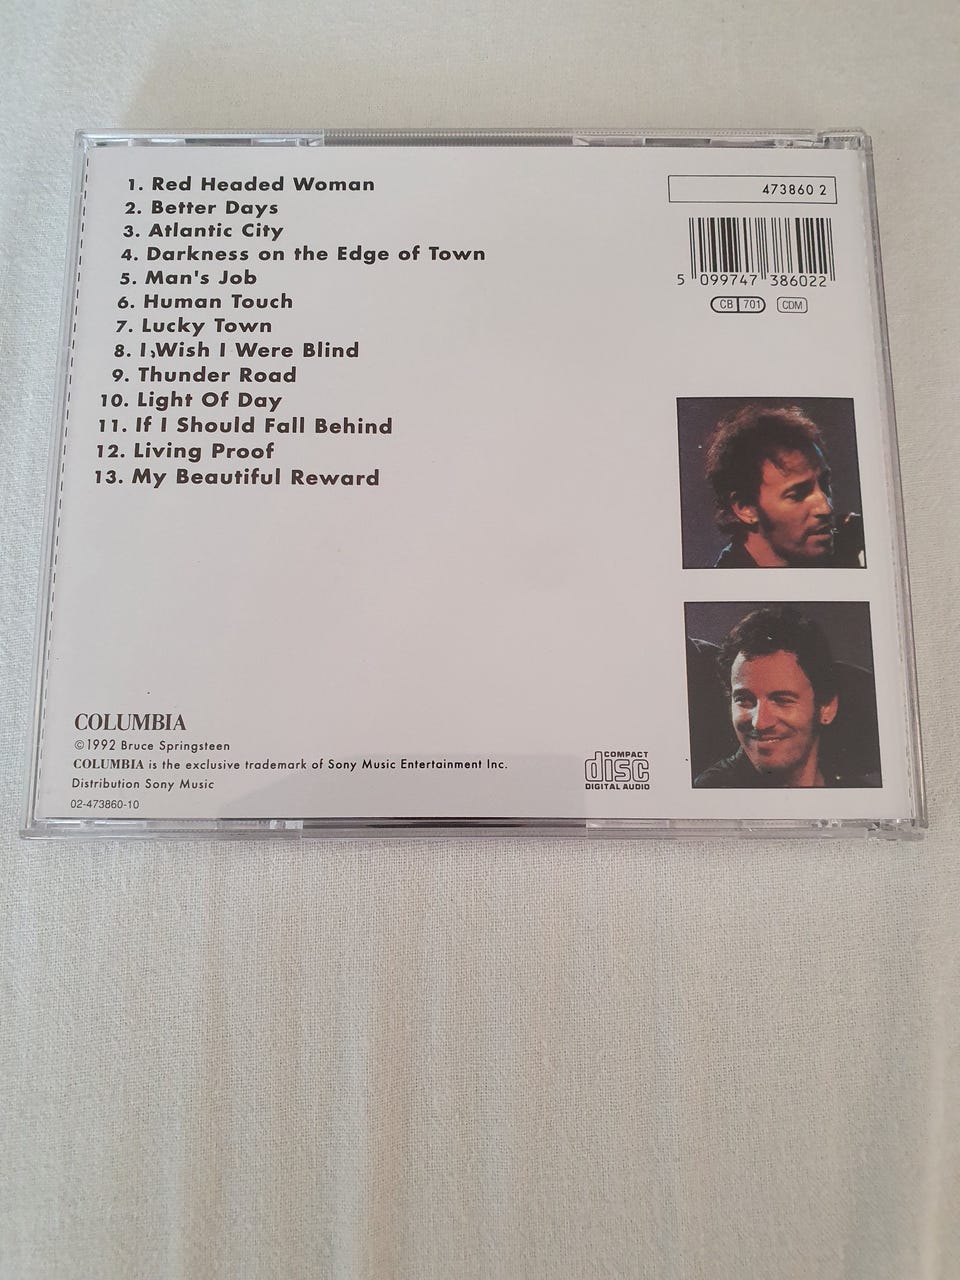 1. Red Headed Woman
2. Better Days
3. Atlantic City
4. Darkness on the Edge of Town
5. Man's Job
6. Human Touch
7. Lucky Town
8. I Wish I Were Blind
9. Thunder Road
10. Light Of Day
11. If I Should Fall Behind
12. Living Proof
13. My Beautiful Reward
473860 2
5 099747 386022
CB 701 CDM
COLUMBIA
©1992 Bruce Springsteen
COLUMBIA is the exclusive trademark of Sony Music Entertainment Inc.
Distribution Sony Music
02-473860-10
COMPACT
disc
DIGITAL AUDIO